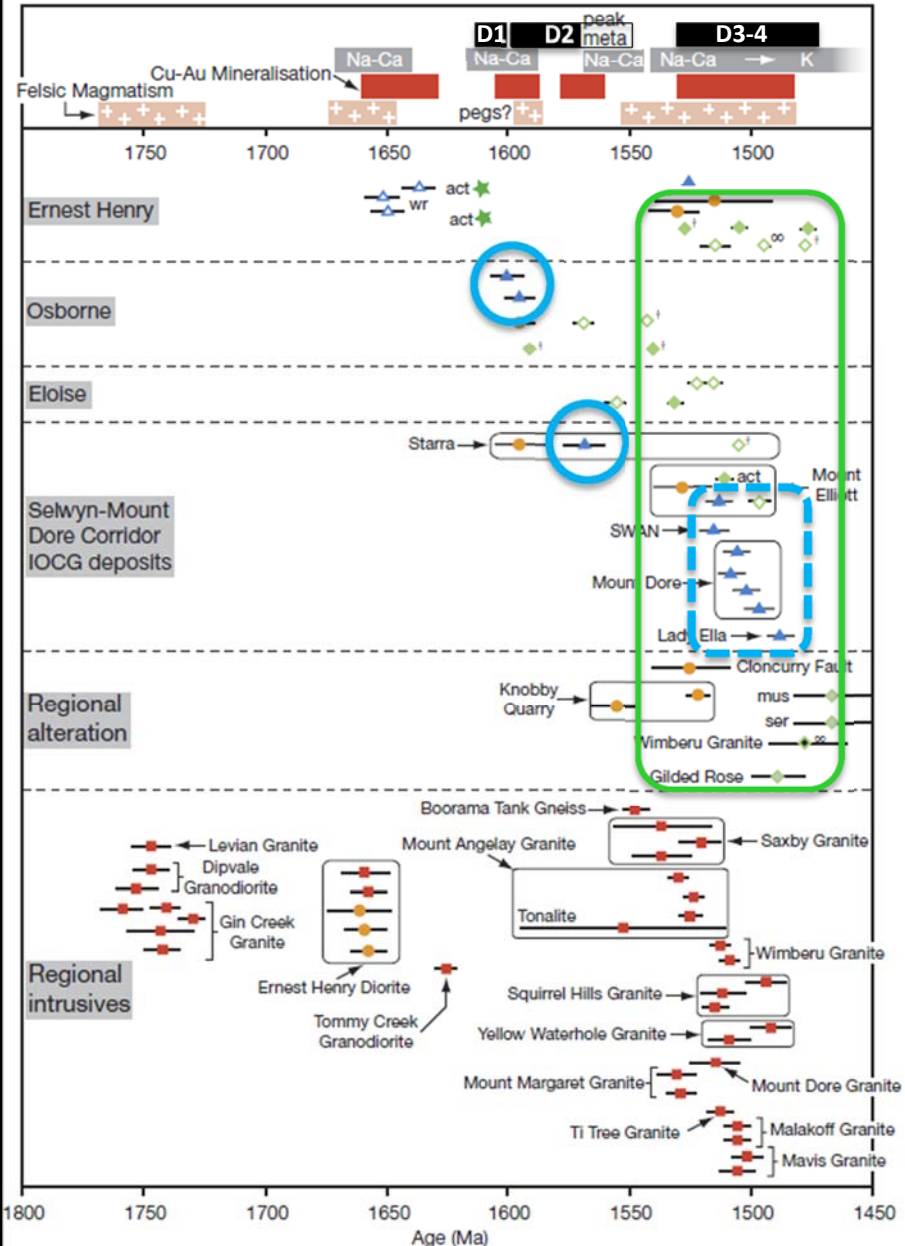 peak
D1 D2 meta D3-4
Na-Ca Na-Ca Na-Ca Na-Ca → K
Cu-Au Mineralisation
Felsic Magmatism
pegs?
1750 1700 1650 1600 1550 1500
Ernest Henry
act
wr
act
∞
†
†
†
Osborne
†
†
†
Eloise
Starra
†
act
Mount
Elliott
Selwyn-Mount
Dore Corridor
IOCG deposits
SWAN
Mount Dore
Lady Ella
Cloncurry Fault
Knobby
Quarry
Regional
alteration
mus
ser
Wimberu Granite ∞
Gilded Rose
Boorama Tank Gneiss
Levian Granite
Mount Angelay Granite
Saxby Granite
Dipvale
Granodiorite
Gin Creek
Granite
Tonalite
Wimberu Granite
Regional
intrusives
Ernest Henry Diorite
Squirrel Hills Granite
Tommy Creek
Granodiorite
Yellow Waterhole Granite
Mount Margaret Granite
Mount Dore Granite
Ti Tree Granite
Malakoff Granite
Mavis Granite
1800 1750 1700 1650 1600 1550 1500 1450
Age (Ma)